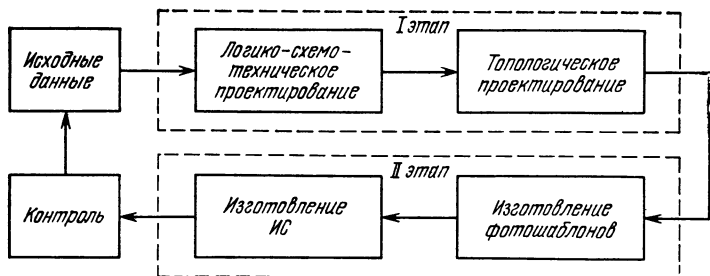 I этап
Исходные
данные
Логико-схемо-
техническое
проектирование
Топологическое
проектирование
II этап
Контроль
Изготовление
ИС
Изготовление
фотошаблонов